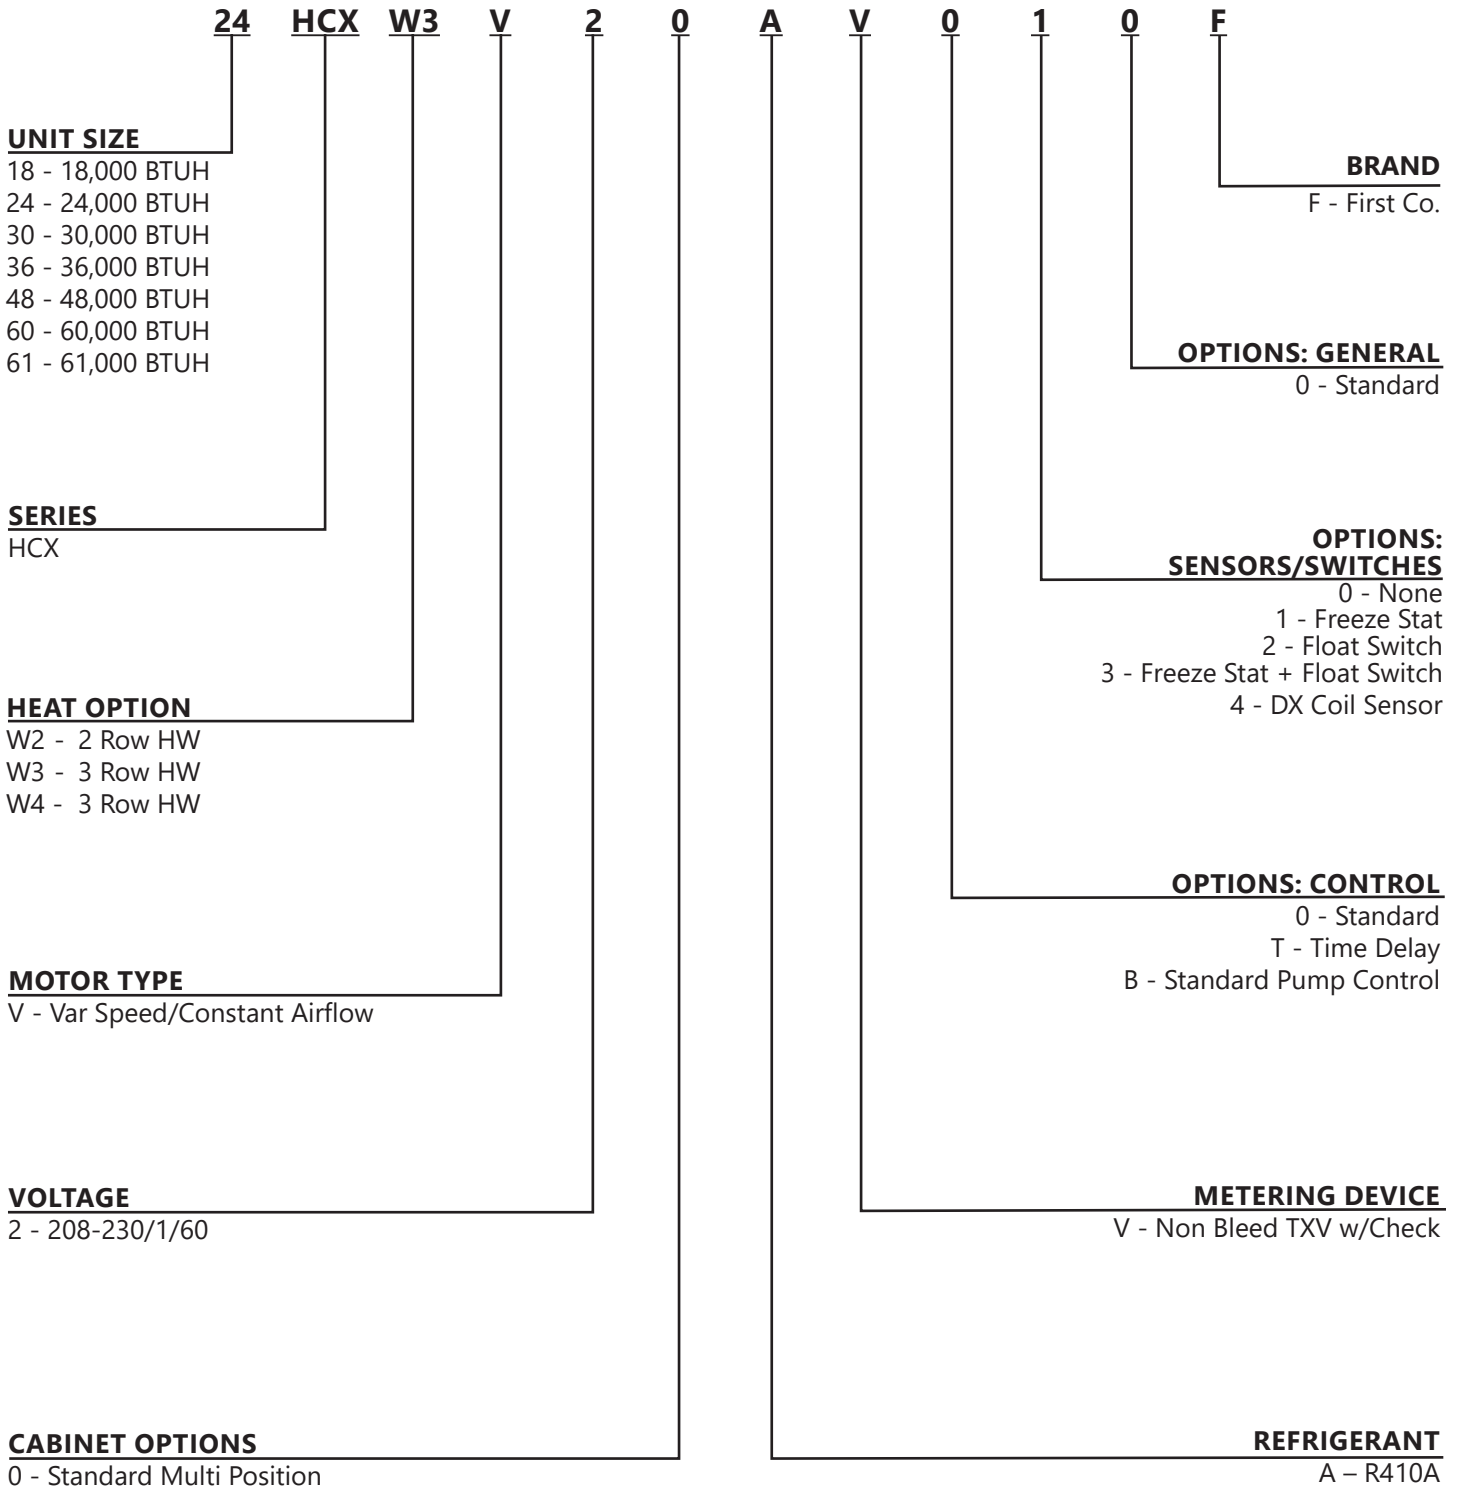 24 HCX W3 V 2 0 A V 0 1 0 F
UNIT SIZE
18 - 18,000 BTUH
24 - 24,000 BTUH
30 - 30,000 BTUH
36 - 36,000 BTUH
48 - 48,000 BTUH
60 - 60,000 BTUH
61 - 61,000 BTUH
SERIES
HCX
HEAT OPTION
W2 - 2 Row HW
W3 - 3 Row HW
W4 - 3 Row HW
MOTOR TYPE
V - Var Speed/Constant Airflow
VOLTAGE
2 - 208-230/1/60
CABINET OPTIONS
0 - Standard Multi Position
BRAND
F - First Co.
OPTIONS: GENERAL
0 - Standard
OPTIONS:
SENSORS/SWITCHES
0 - None
1 - Freeze Stat
2 - Float Switch
3 - Freeze Stat + Float Switch
4 - DX Coil Sensor
OPTIONS: CONTROL
0 - Standard
T - Time Delay
B - Standard Pump Control
METERING DEVICE
V - Non Bleed TXV w/Check
REFRIGERANT
A – R410A